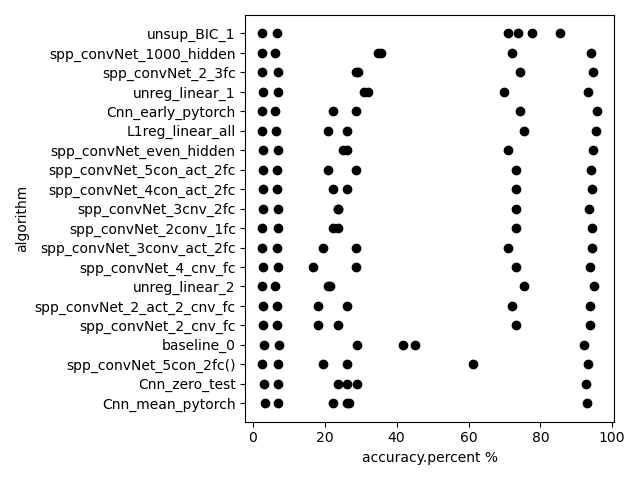 unsup_BIC_1
spp_convNet_1000_hidden
spp_convNet_2_3fc
unreg_linear_1
Cnn_early_pytorch
L1reg_linear_all
spp_convNet_even_hidden
spp_convNet_5con_act_2fc
spp_convNet_4con_act_2fc
spp_convNet_3cnv_2fc
spp_convNet_2conv_1fc
spp_convNet_3conv_act_2fc
spp_convNet_4_cnv_fc
unreg_linear_2
spp_convNet_2_act_2_cnv_fc
spp_convNet_2_cnv_fc
baseline_0
spp_convNet_5con_2fc()
Cnn_zero_test
Cnn_mean_pytorch
algorithm
0 20 40 60 80 100
accuracy.percent %